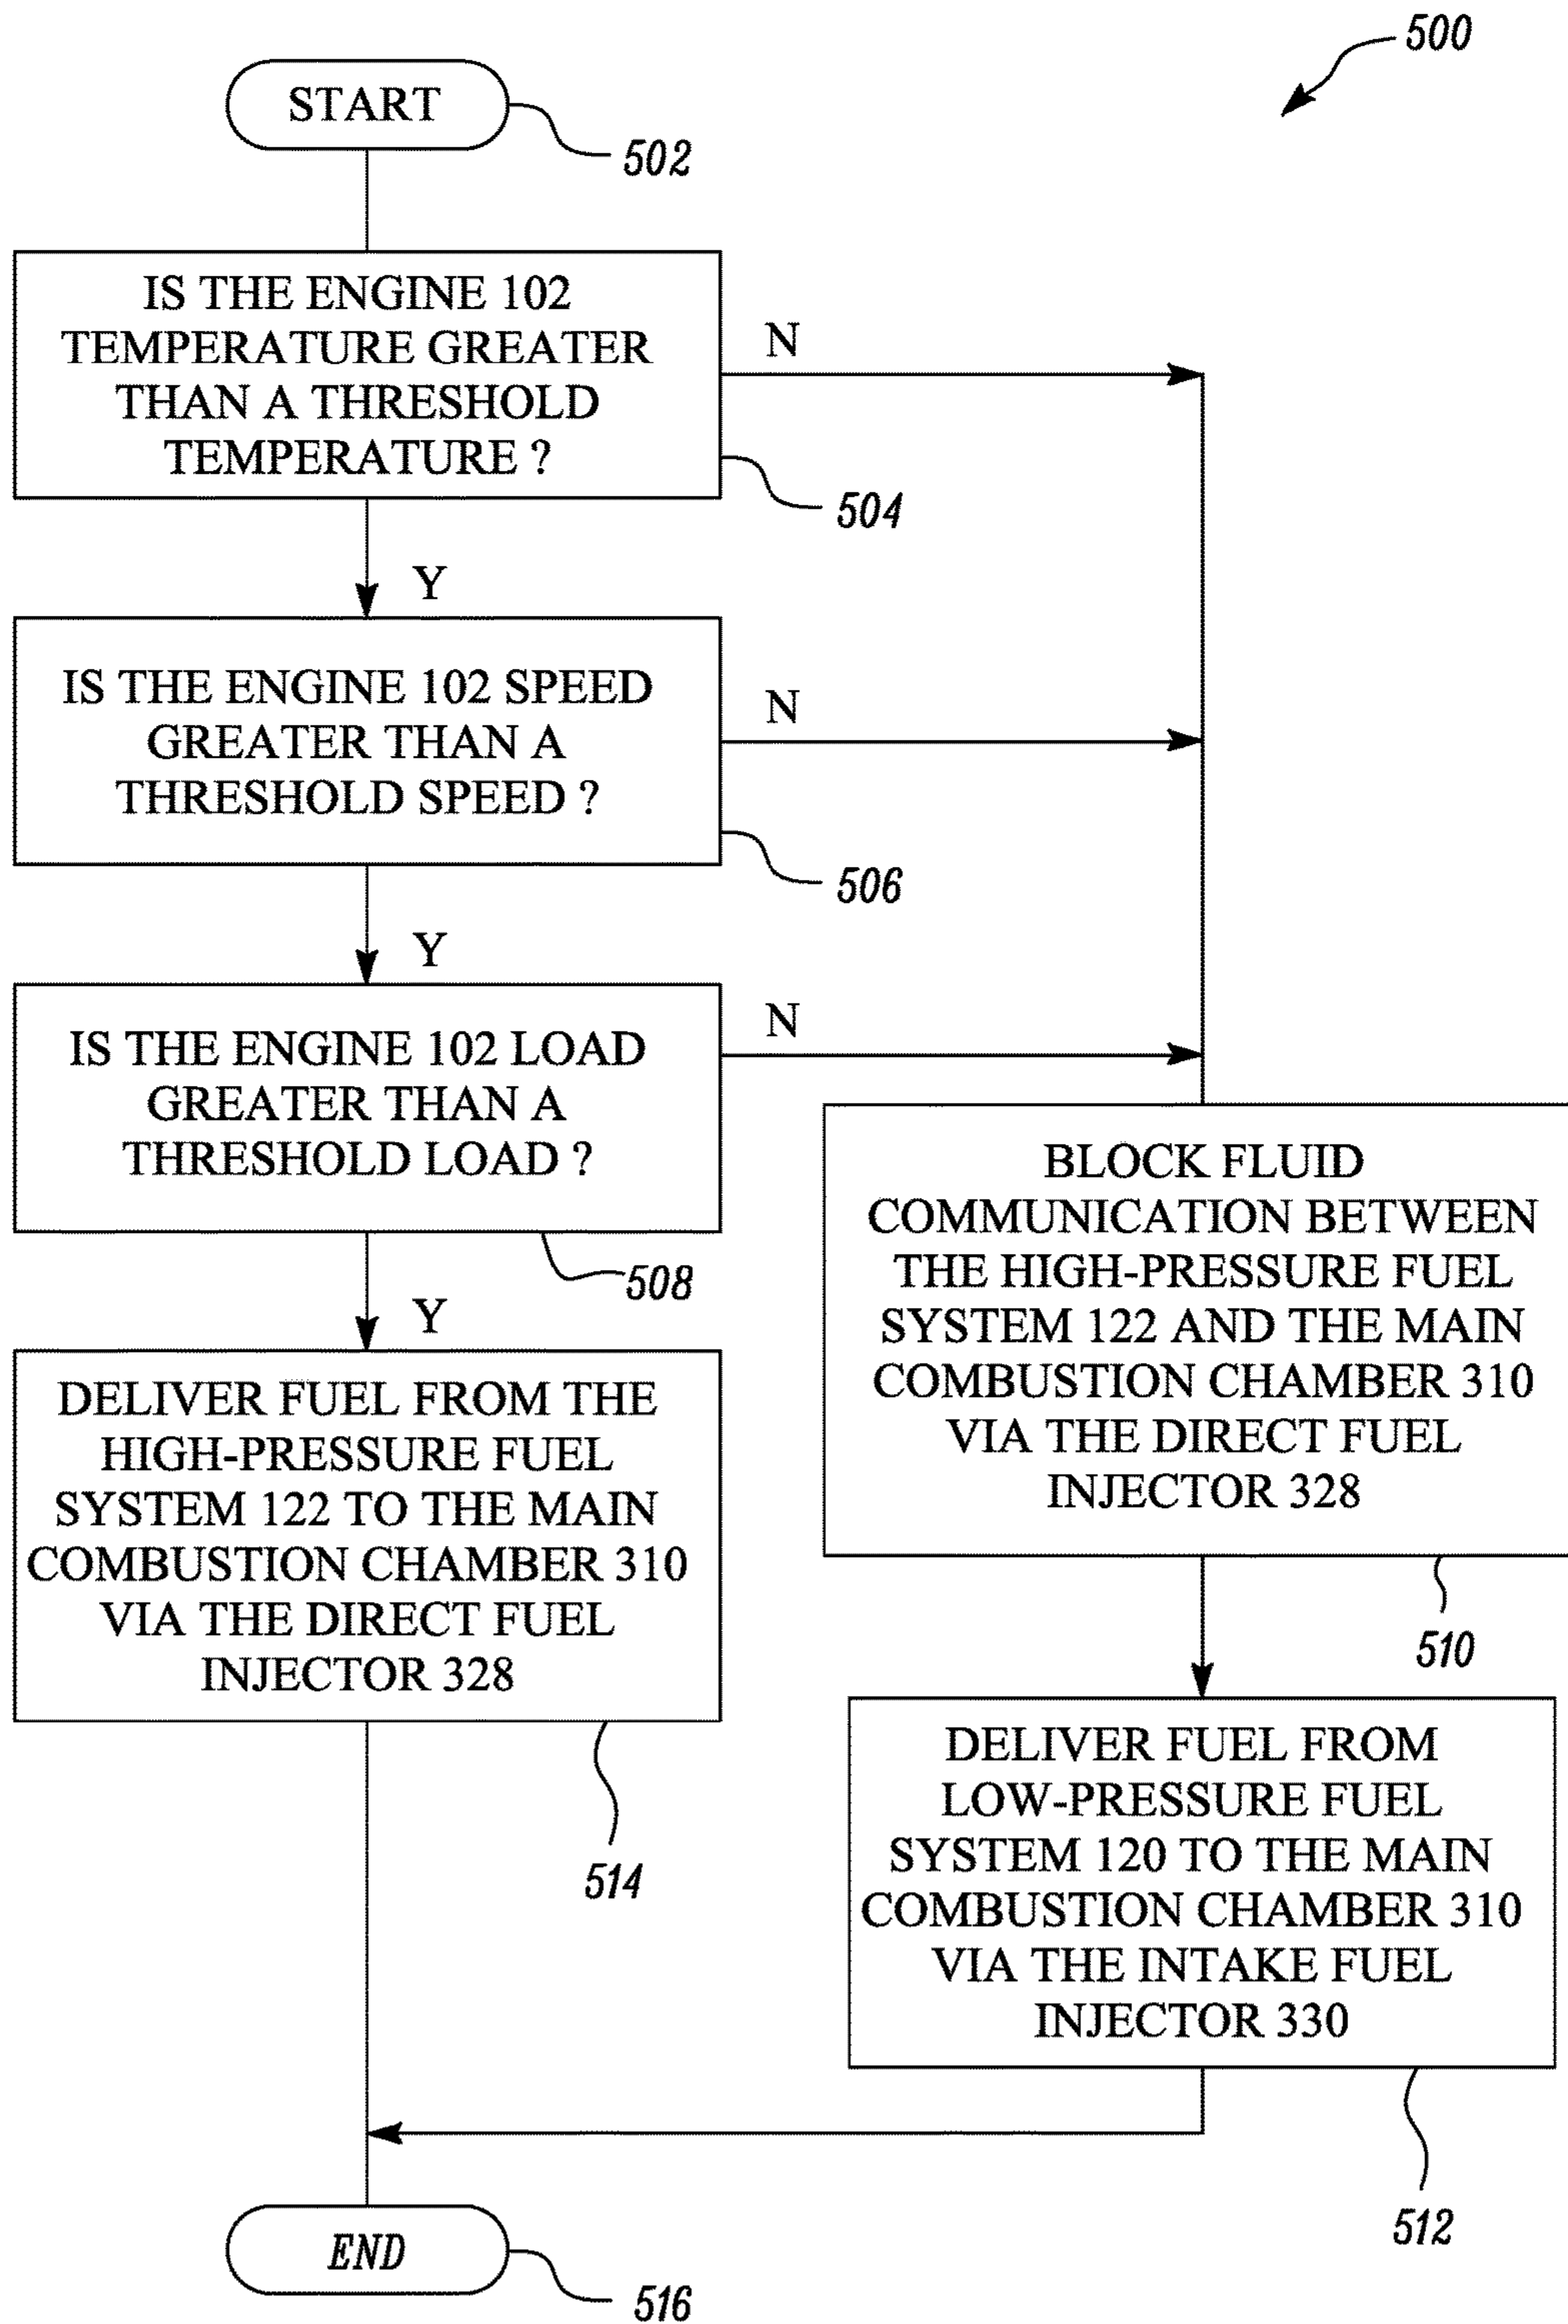 500
START
502
IS THE ENGINE 102
TEMPERATURE GREATER
THAN A THRESHOLD
TEMPERATURE ?
N
504
Y
IS THE ENGINE 102 SPEED
GREATER THAN A
THRESHOLD SPEED ?
N
506
Y
IS THE ENGINE 102 LOAD
GREATER THAN A
THRESHOLD LOAD ?
N
508
Y
BLOCK FLUID
COMMUNICATION BETWEEN
THE HIGH-PRESSURE FUEL
SYSTEM 122 AND THE MAIN
COMBUSTION CHAMBER 310
VIA THE DIRECT FUEL
INJECTOR 328
510
DELIVER FUEL FROM THE
HIGH-PRESSURE FUEL
SYSTEM 122 TO THE MAIN
COMBUSTION CHAMBER 310
VIA THE DIRECT FUEL
INJECTOR 328
514
DELIVER FUEL FROM
LOW-PRESSURE FUEL
SYSTEM 120 TO THE MAIN
COMBUSTION CHAMBER 310
VIA THE INTAKE FUEL
INJECTOR 330
512
END
516